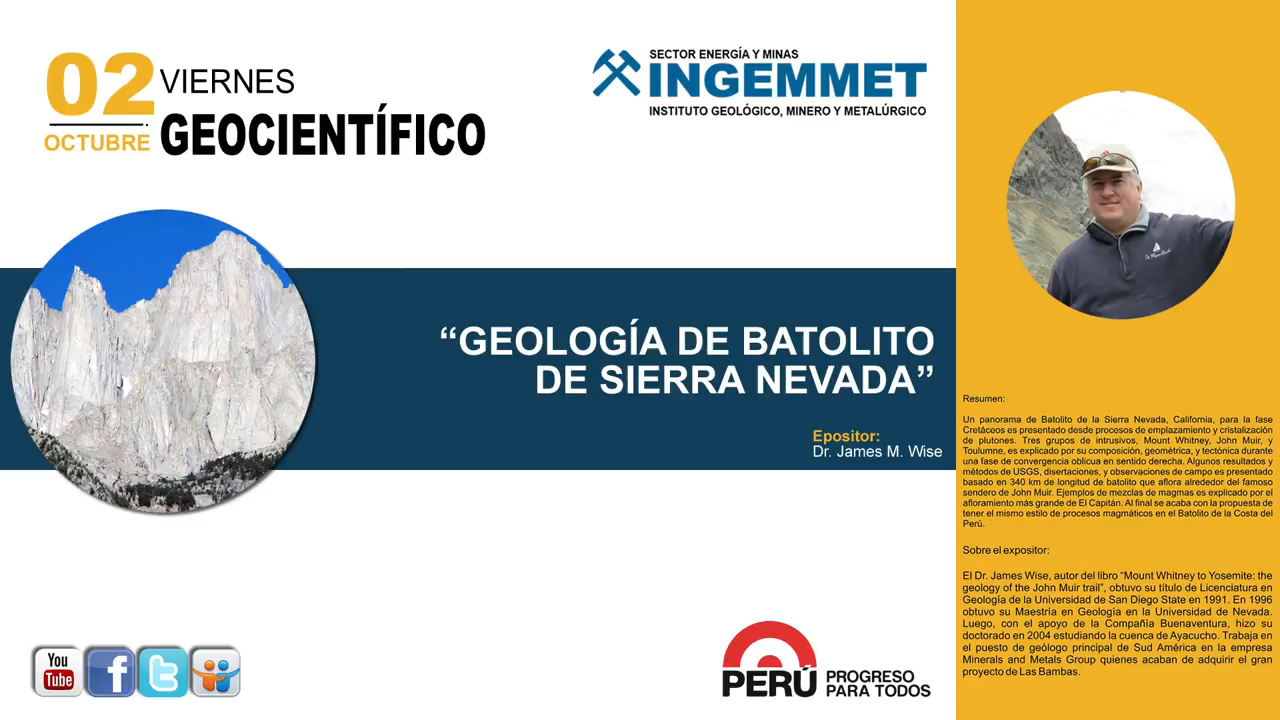 02
OCTUBRE
VIERNES
GEOCIENTÍFICO
SECTOR ENERGÍA Y MINAS
INGEMMET
INSTITUTO GEOLÓGICO, MINERO Y METALÚRGICO
“GEOLOGÍA DE BATOLITO
DE SIERRA NEVADA”
Epositor:
Dr. James M. Wise
You
Tube
PERÚ
PROGRESO
PARA TODOS
Resumen:
Un panorama de Batolito de la Sierra Nevada, California, para la fase
Cretáceos es presentado desde procesos de emplazamiento y cristalización
de plutones. Tres grupos de intrusivos, Mount Whitney, John Muir, y
Toulumne, es explicado por su composición, geométrica, y tectónica durante
una fase de convergencia oblicua en sentido derecha. Algunos resultados y
métodos de USGS, disertaciones, y observaciones de campo es presentado
basado en 340 km de longitud de batolito que aflora alrededor del famoso
sendero de John Muir. Ejemplos de mezclas de magmas es explicado por el
afloramiento más grande de El Capitán. Al final se acaba con la propuesta de
tener el mismo estilo de procesos magmáticos en el Batolito de la Costa del
Perú.
Sobre el expositor:
El Dr. James Wise, autor del libro “Mount Whitney to Yosemite: the
geology of the John Muir trail”, obtuvo su título de Licenciatura en
Geología de la Universidad de San Diego State en 1991. En 1996
obtuvo su Maestría en Geología en la Universidad de Nevada.
Luego, con el apoyo de la Compañía Buenaventura, hizo su
doctorado en 2004 estudiando la cuenca de Ayacucho. Trabaja en
el puesto de geólogo principal de Sud América en la empresa
Minerals and Metals Group quienes acaban de adquirir el gran
proyecto de Las Bambas.